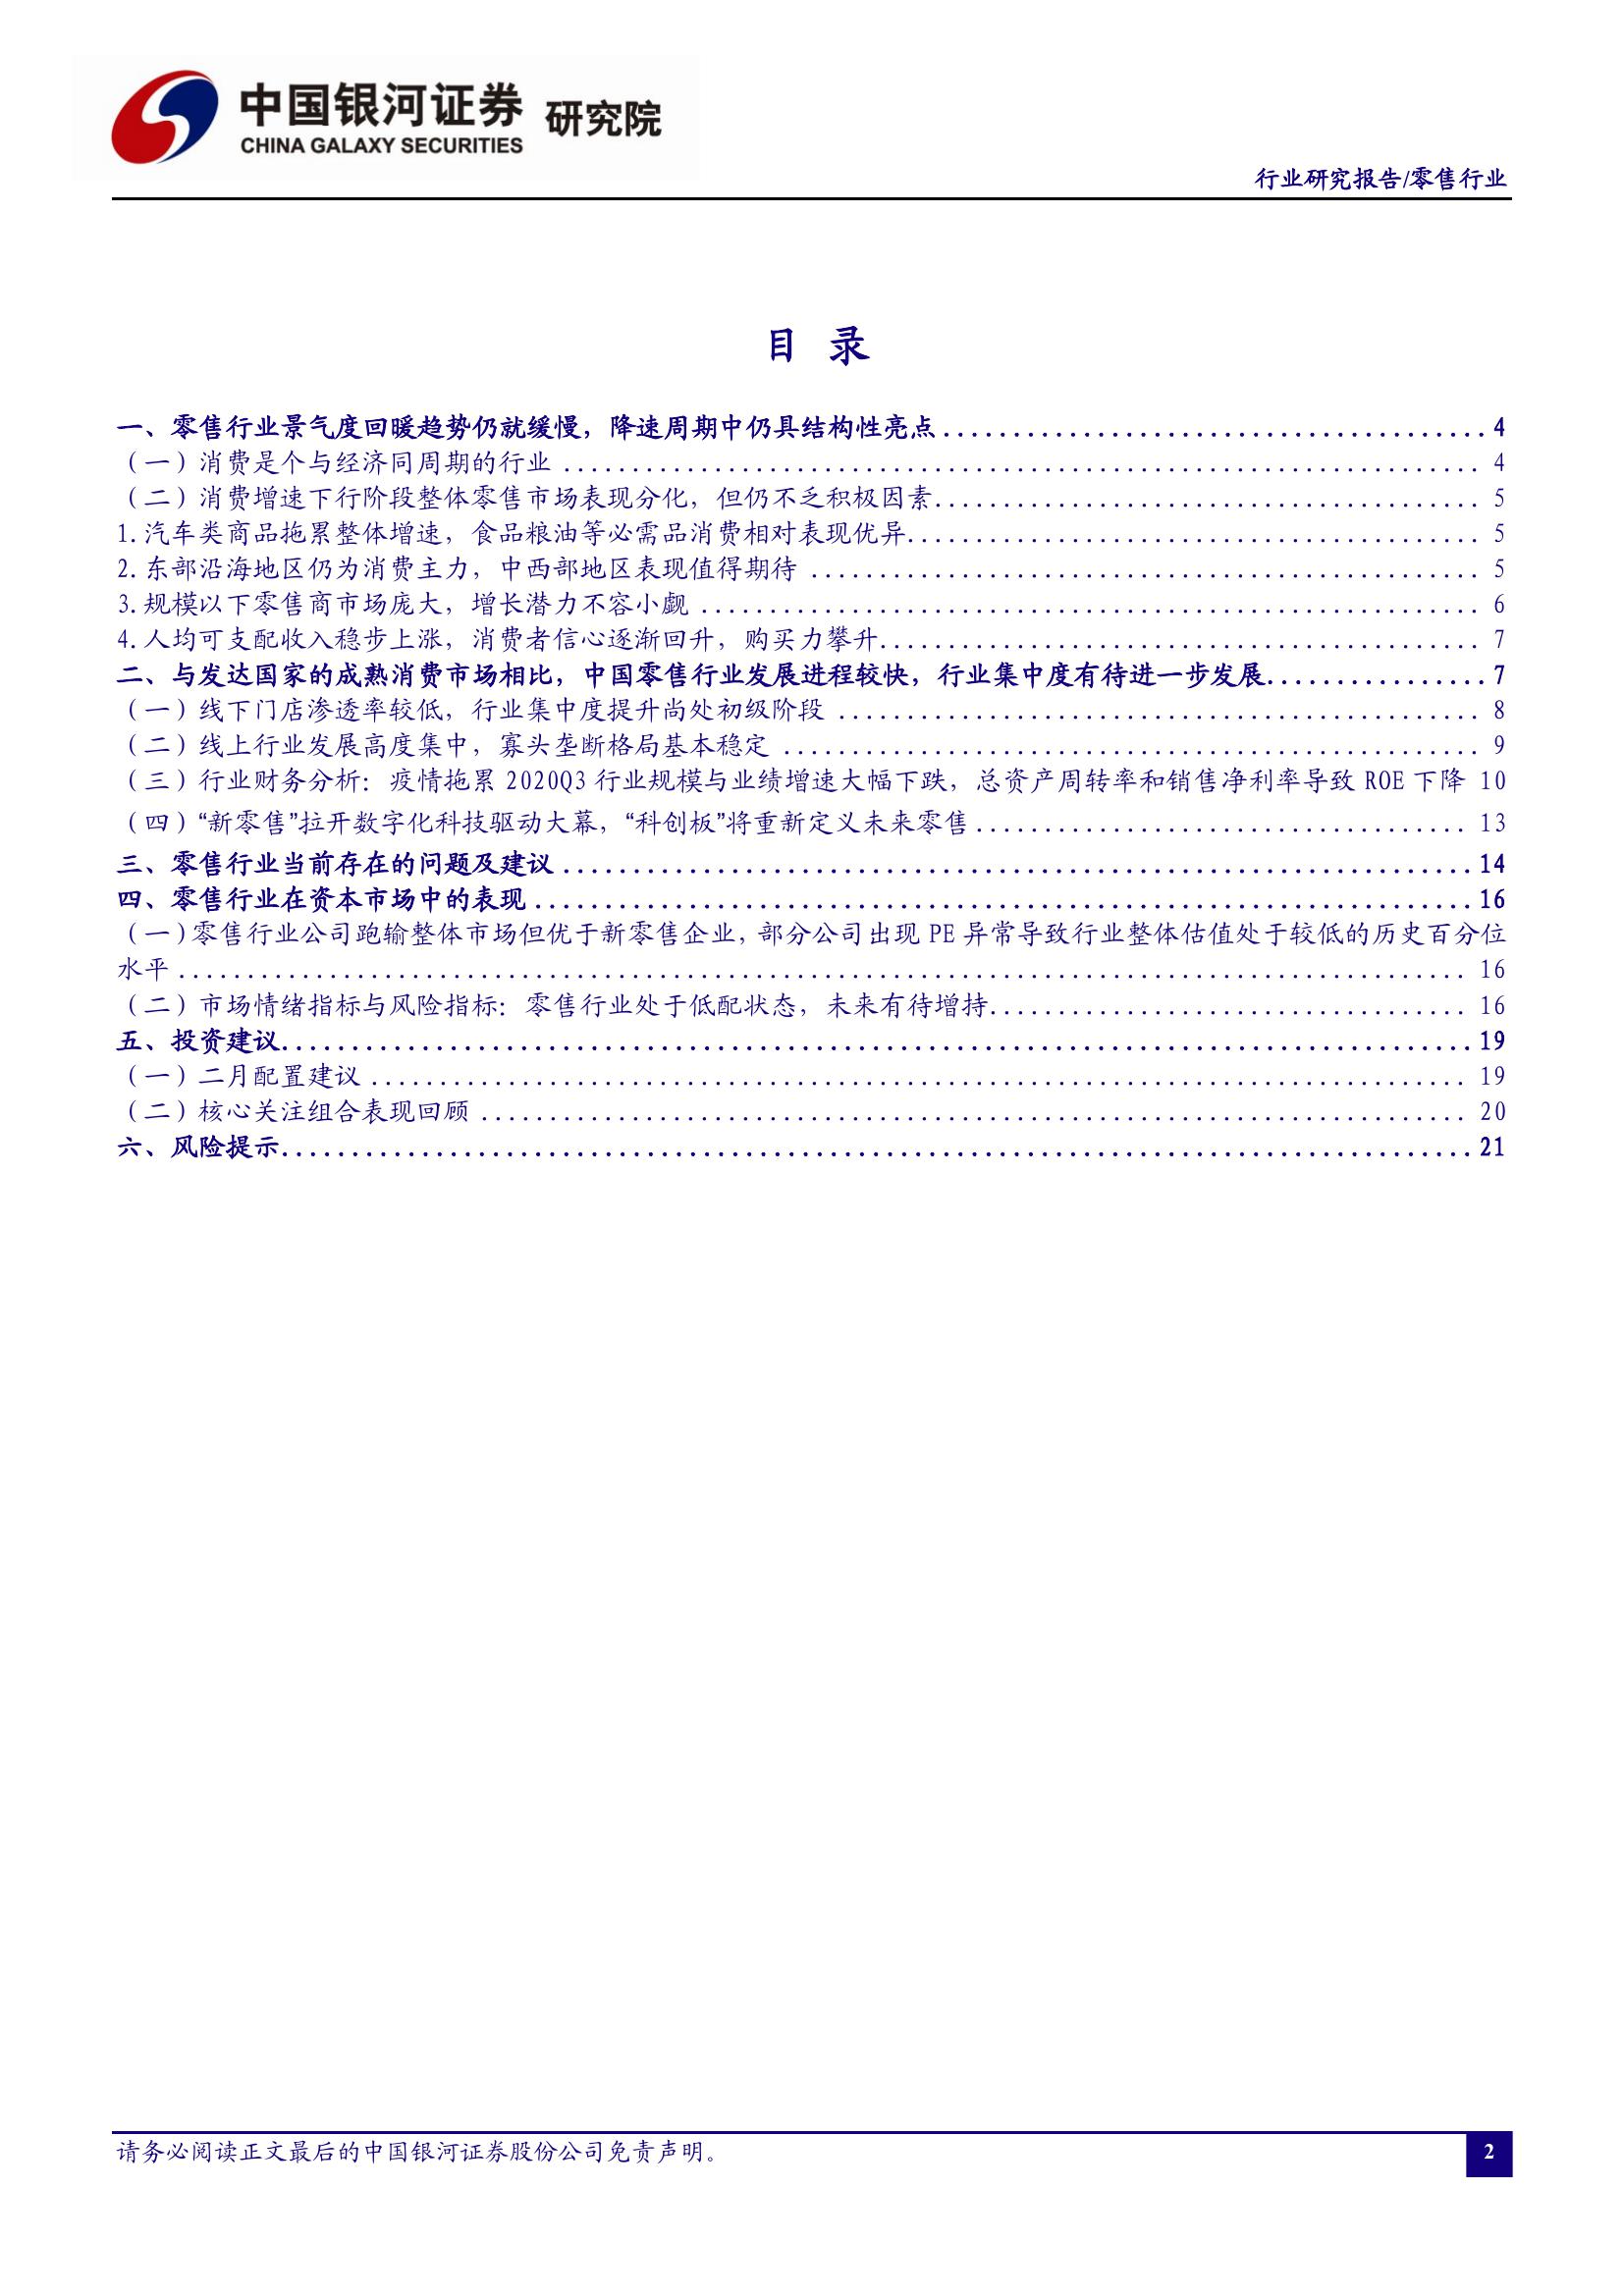 中国银河证券 研究院
CHINA GALAXY SECURITIES
行业研究报告/零售行业
目 录
一、零售行业景气度回暖趋势仍就缓慢，降速周期中仍具结构性亮点........................................4
（一）消费是个与经济同周期的行业 ........................................ 4
（二）消费增速下行阶段整体零售市场表现分化，但仍不乏积极因素........................................ 5
1.汽车类商品拖累整体增速，食品粮油等必需品消费相对表现优异........................................ 5
2.东部沿海地区仍为消费主力，中西部地区表现值得期待 ........................................ 5
3.规模以下零售商市场庞大，增长潜力不容小觑 ........................................ 6
4.人均可支配收入稳步上涨，消费者信心逐渐回升，购买力攀升........................................ 7
二、与发达国家的成熟消费市场相比，中国零售行业发展进程较快，行业集中度有待进一步发展................7
（一）线下门店渗透率较低，行业集中度提升尚处初级阶段 ........................................ 8
（二）线上行业发展高度集中，寡头垄断格局基本稳定 ........................................ 9
（三）行业财务分析：疫情拖累 2020Q3 行业规模与业绩增速大幅下跌，总资产周转率和销售净利率导致 ROE 下降 10
（四）“新零售”拉开数字化科技驱动大幕，“科创板”将重新定义未来零售........................................ 13
三、零售行业当前存在的问题及建议........................................14
四、零售行业在资本市场中的表现........................................16
（一）零售行业公司跑输整体市场但优于新零售企业，部分公司出现 PE 异常导致行业整体估值处于较低的历史百分位
水平 ........................................ 16
（二）市场情绪指标与风险指标：零售行业处于低配状态，未来有待增持........................................ 16
五、投资建议........................................19
（一）二月配置建议 ........................................ 19
（二）核心关注组合表现回顾 ........................................ 20
六、风险提示........................................21
请务必阅读正文最后的中国银河证券股份公司免责声明。
2